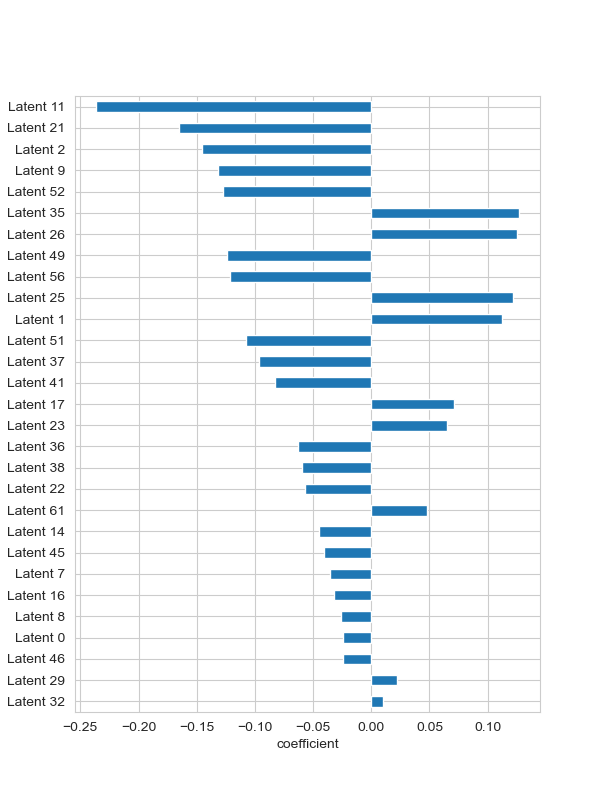 Latent 11
Latent 21
Latent 2
Latent 9
Latent 52
Latent 35
Latent 26
Latent 49
Latent 56
Latent 25
Latent 1
Latent 51
Latent 37
Latent 41
Latent 17
Latent 23
Latent 36
Latent 38
Latent 22
Latent 61
Latent 14
Latent 45
Latent 7
Latent 16
Latent 8
Latent 0
Latent 46
Latent 29
Latent 32
−0.25 −0.20 −0.15 −0.10 −0.05 0.00 0.05 0.10
coefficient